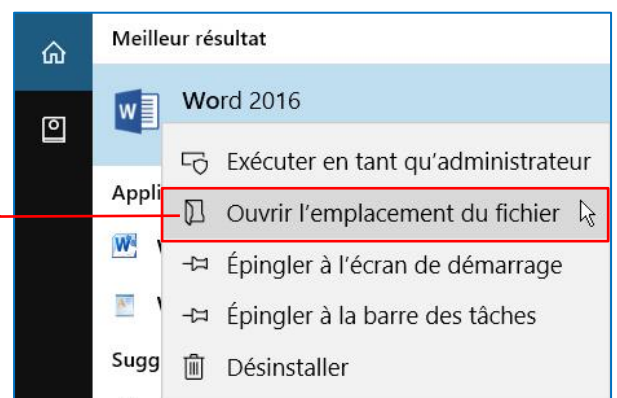 Meilleur résultat
Word 2016
Exécuter en tant qu'administrateur
Appli
Ouvrir l'emplacement du fichier
Épingler à l'écran de démarrage
Épingler à la barre des tâches
Sugg
Désinstaller